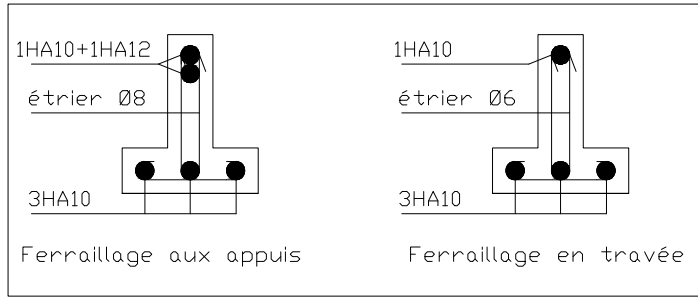 1HA10+1HA12
étrier Ø8
3HA10
Ferraillage aux appuis
1HA10
étrier Ø6
3HA10
Ferraillage en travée